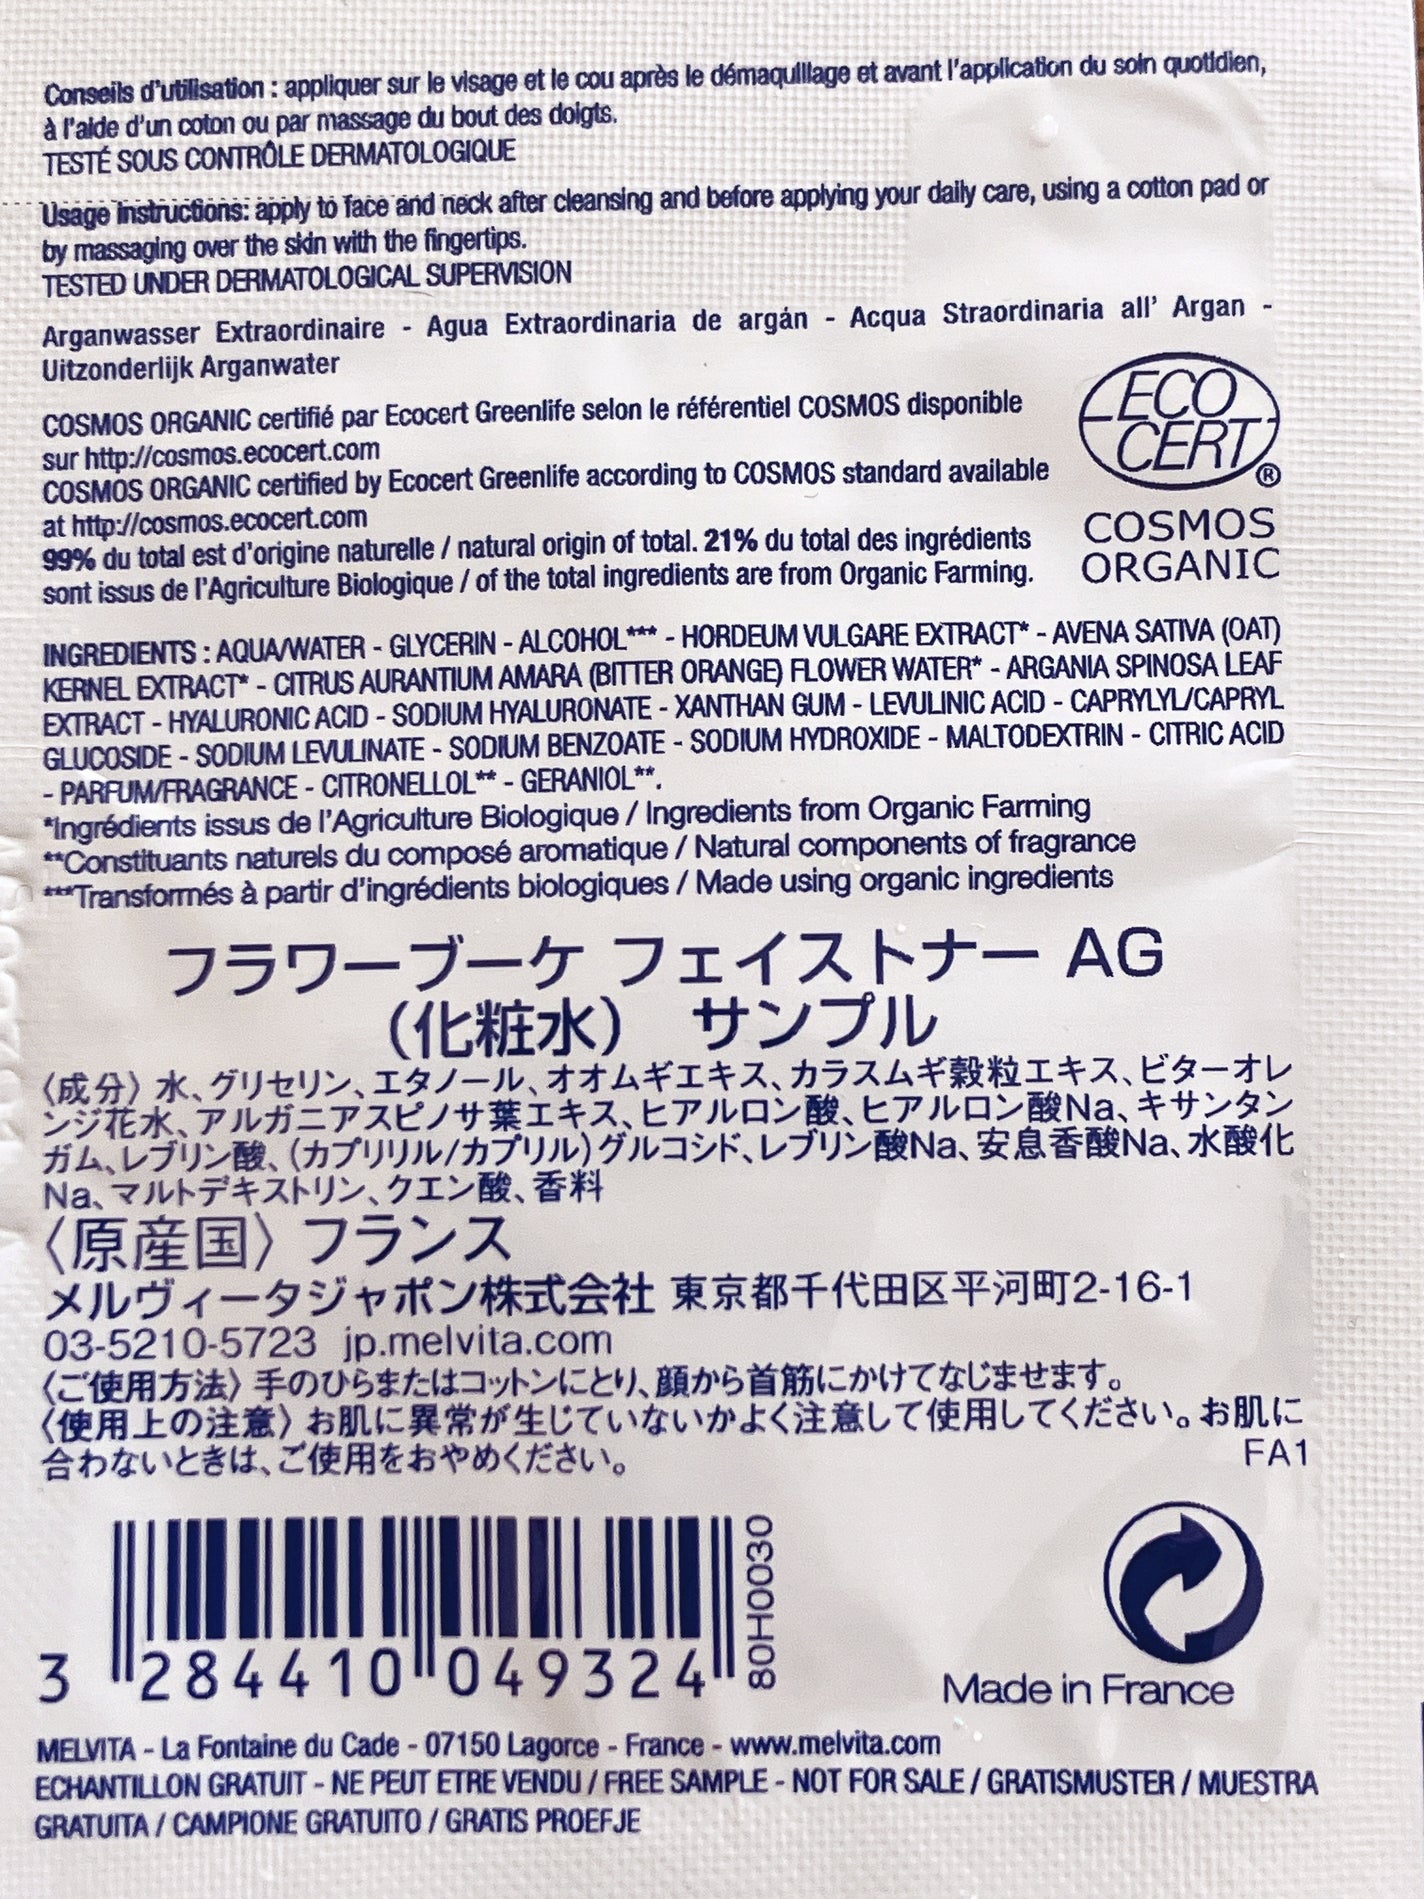 Conseils d'utilisation : appliquer sur le visage et le cou après le démaquillage et avant l'application du soin quotidien,
à l'aide d'un coton ou par massage du bout des doigts.
TESTÉ SOUS CONTRÔLE DERMATOLOGIQUE
Usage instructions: apply to face and neck after cleansing and before applying your daily care, using a cotton pad or
by massaging over the skin with the fingertips.
TESTED UNDER DERMATOLOGICAL SUPERVISION
Arganwasser Extraordinaire - Agua Extraordinaria de argán - Acqua Straordinaria all' Argan -
Uitzonderlijk Arganwater
COSMOS ORGANIC certifié par Ecocert Greenlife selon le référentiel COSMOS disponible
sur http://cosmos.ecocert.com
COSMOS ORGANIC certified by Ecocert Greenlife according to COSMOS standard available
at http://cosmos.ecocert.com
99% du total est d'origine naturelle / natural origin of total. 21% du total des ingrédients
sont issus de l'Agriculture Biologique / of the total ingredients are from Organic Farming.
ECO
CERT
®
COSMOS
ORGANIC
INGREDIENTS : AQUA/WATER - GLYCERIN - ALCOHOL*** - HORDEUM VULGARE EXTRACT* - AVENA SATIVA (OAT)
KERNEL EXTRACT* - CITRUS AURANTIUM AMARA (BITTER ORANGE) FLOWER WATER* - ARGANIA SPINOSA LEAF
EXTRACT - HYALURONIC ACID - SODIUM HYALURONATE - XANTHAN GUM - LEVULINIC ACID - CAPRYLYL/CAPRYL
GLUCOSIDE - SODIUM LEVULINATE - SODIUM BENZOATE - SODIUM HYDROXIDE - MALTODEXTRIN - CITRIC ACID
- PARFUM/FRAGRANCE - CITRONELLOL** - GERANIOL**.
*Ingrédients issus de l'Agriculture Biologique / Ingredients from Organic Farming
**Constituants naturels du composé aromatique / Natural components of fragrance
***Transformés à partir d'ingrédients biologiques / Made using organic ingredients
フラワーブーケ フェイストナー AG
（化粧水） サンプル
〈成分〉水、グリセリン、エタノール、オオムギエキス、カラスムギ穀粒エキス、ビターオレ
ンジ花水、アルガニアスピノサ葉エキス、ヒアルロン酸、ヒアルロン酸Na、キサンタン
ガム、レブリン酸、（カプリリル/カプリル）グルコシド、レブリン酸Na、安息香酸Na、水酸化
Na、マルトデキストリン、クエン酸、香料
〈原産国〉フランス
メルヴィータジャポン株式会社 東京都千代田区平河町2-16-1
03-5210-5723 jp.melvita.com
〈ご使用方法〉手のひらまたはコットンにとり、顔から首筋にかけてなじませます。
〈使用上の注意〉お肌に異常が生じていないかよく注意して使用してください。お肌に
合わないときは、ご使用をおやめください。
FA1
3 284410 049324
80H0030
Made in France
MELVITA - La Fontaine du Cade - 07150 Lagorce - France - www.melvita.com
ECHANTILLON GRATUIT - NE PEUT ETRE VENDU / FREE SAMPLE - NOT FOR SALE / GRATISMUSTER / MUESTRA
GRATUITA / CAMPIONE GRATUITO / GRATIS PROEFJE